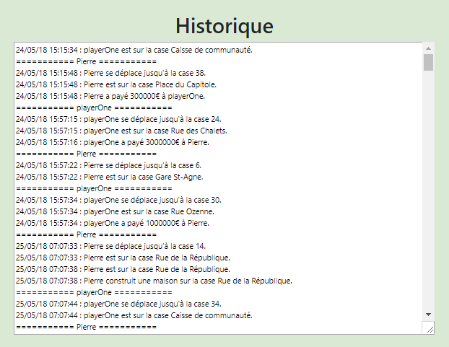 Historique
24/05/18 15:15:34 : playerOne est sur la case Caisse de communauté.
=========== Pierre ===========
24/05/18 15:15:48 : Pierre se déplace jusqu'à la case 38.
24/05/18 15:15:48 : Pierre est sur la case Place du Capitole.
24/05/18 15:15:48 : Pierre a payé 300000€ à playerOne.
=========== playerOne ===========
24/05/18 15:57:15 : playerOne se déplace jusqu'à la case 24.
24/05/18 15:57:15 : playerOne est sur la case Rue des Chalets.
24/05/18 15:57:16 : playerOne a payé 3000000€ à Pierre.
=========== Pierre ===========
24/05/18 15:57:22 : Pierre se déplace jusqu'à la case 6.
24/05/18 15:57:22 : Pierre est sur la case Gare St-Agne.
=========== playerOne ===========
24/05/18 15:57:34 : playerOne se déplace jusqu'à la case 30.
24/05/18 15:57:34 : playerOne est sur la case Rue Ozenne.
24/05/18 15:57:34 : playerOne a payé 1000000€ à Pierre.
=========== Pierre ===========
25/05/18 07:07:33 : Pierre se déplace jusqu'à la case 14.
25/05/18 07:07:33 : Pierre est sur la case Rue de la République.
25/05/18 07:07:38 : Pierre est sur la case Rue de la République.
25/05/18 07:07:38 : Pierre construit une maison sur la case Rue de la République.
=========== playerOne ===========
25/05/18 07:07:44 : playerOne se déplace jusqu'à la case 34.
25/05/18 07:07:44 : playerOne est sur la case Caisse de communauté.
=========== Pierre ===========